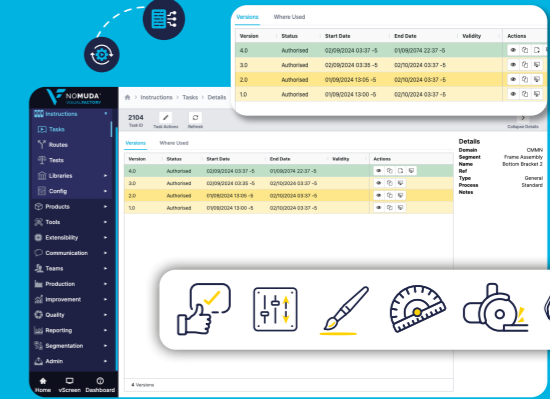 Versions Where Used
Version Status Start Date End Date Validity Actions
4.0 Authorised 02/09/2024 03:37 -5 01/09/2074 22:37 -5
3.0 Authorised 02/09/2024 03:35 -5 02/10/2024 03:37 -5
2.0 Authorised 01/09/2024 13:05 -5 02/10/2024 03:37 -5
1.0 Authorised 01/09/2024 13:00 -5 02/10/2024 03:37 -5
NOMUDA
VISUALFACTORY
Instructions > Tasks > Details
Instructions
Tasks
Routes
Tests
Libraries
Config
Products
Tools
Extensibility
Communication
Teams
Production
Improvement
Quality
Reporting
Segmentation
Admin
Home vScreen Dashboard
2104
Task ID Task Actions Refresh Collapse Details
Versions Where Used
Version Status Start Date End Date Validity Actions
4.0 Authorised 02/09/2024 03:37 -5 01/09/2074 22:37 -5
3.0 Authorised 02/09/2024 03:35 -5 02/10/2024 03:37 -5
2.0 Authorised 01/09/2024 13:05 -5 02/10/2024 03:37 -5
1.0 Authorised 01/09/2024 13:00 -5 02/10/2024 03:37 -5
4 Versions
Details
Domain CMMN
Segment Frame Assembly
Name Bottom Bracket 2
Ref
Type General
Process Standard
Notes